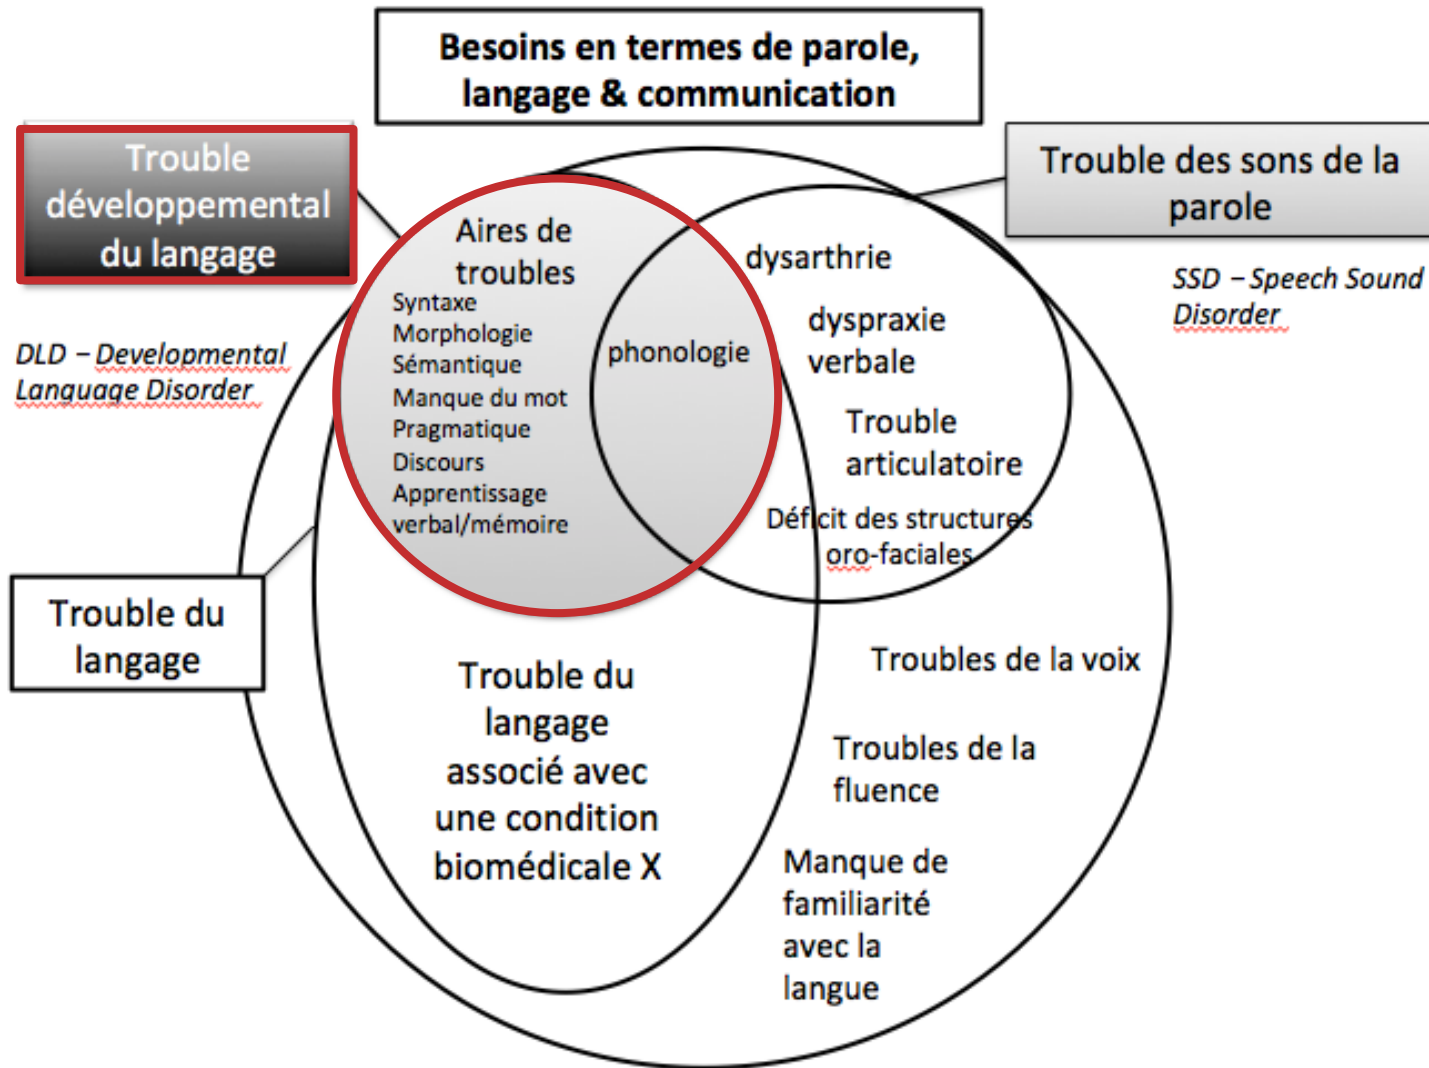 Besoins en termes de parole,
langage & communication
Trouble
développemental
du langage
DLD – Developmental
Language Disorder
Trouble des sons de la
parole
SSD – Speech Sound
Disorder
Aires de
troubles
Syntaxe
Morphologie
Sémantique
Manque du mot
Pragmatique
Discours
Apprentissage
verbal/mémoire
phonologie
dysarthrie
dyspraxie
verbale
Trouble
articulatoire
Déficit des structures
oro-faciales
Trouble du
langage
Trouble du
langage
associé avec
une condition
biomédicale X
Troubles de la voix
Troubles de la
fluence
Manque de
familiarité
avec la
langue